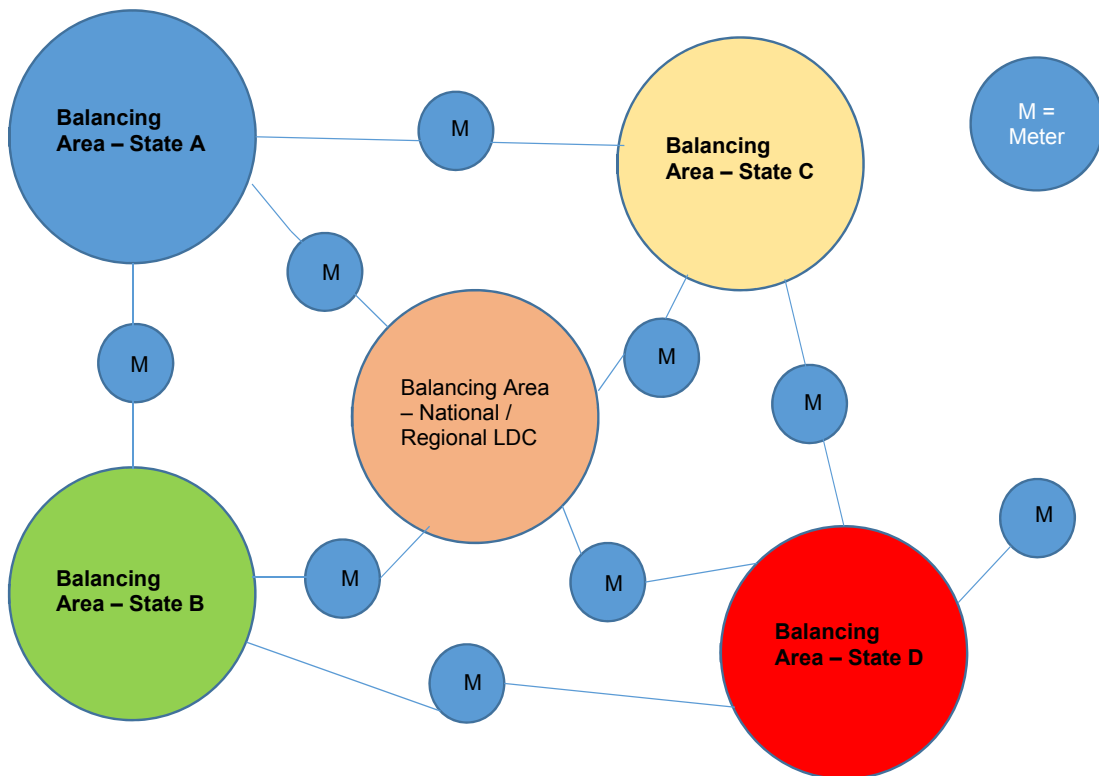 Balancing
Area – State A
M
Balancing
Area – State C
M =
Meter
M
M
M
Balancing Area
– National /
Regional LDC
M
M
Balancing
Area – State B
M
M
Balancing
Area – State D
M